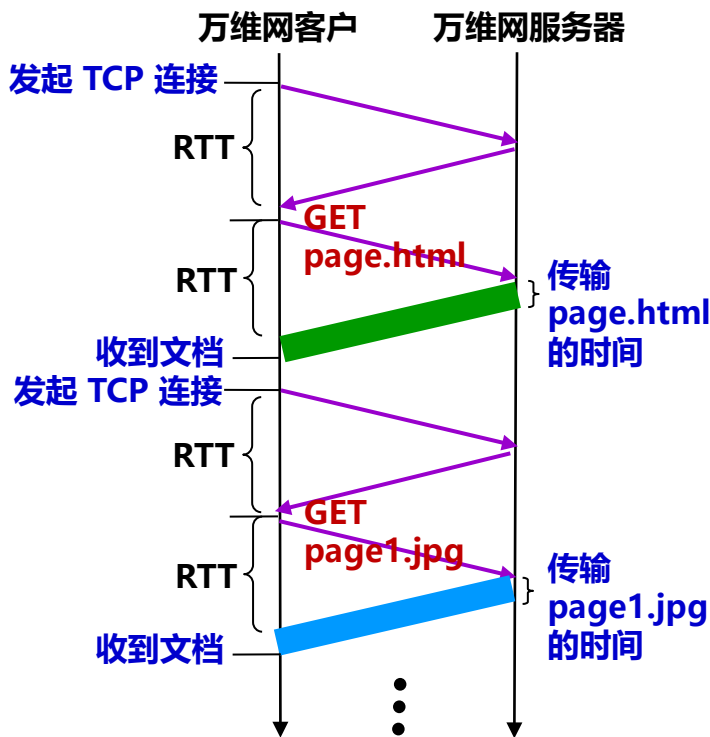 万维网客户
万维网服务器
发起 TCP 连接
RTT
GET
page.html
RTT
传输
page.html
的时间
收到文档
发起 TCP 连接
RTT
GET
page1.jpg
RTT
传输
page1.jpg
的时间
收到文档